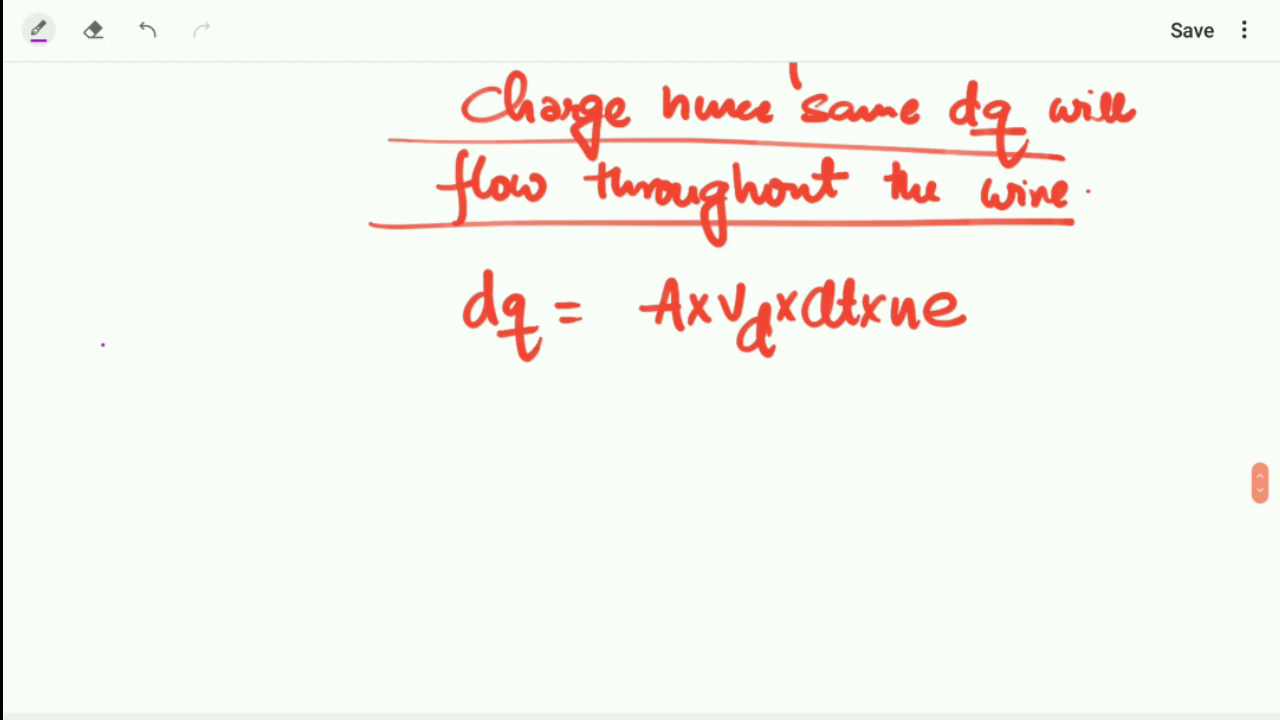 Save
Charge hence same dq will
flow throughout the wire.
dq = A x Vd x dt x ne